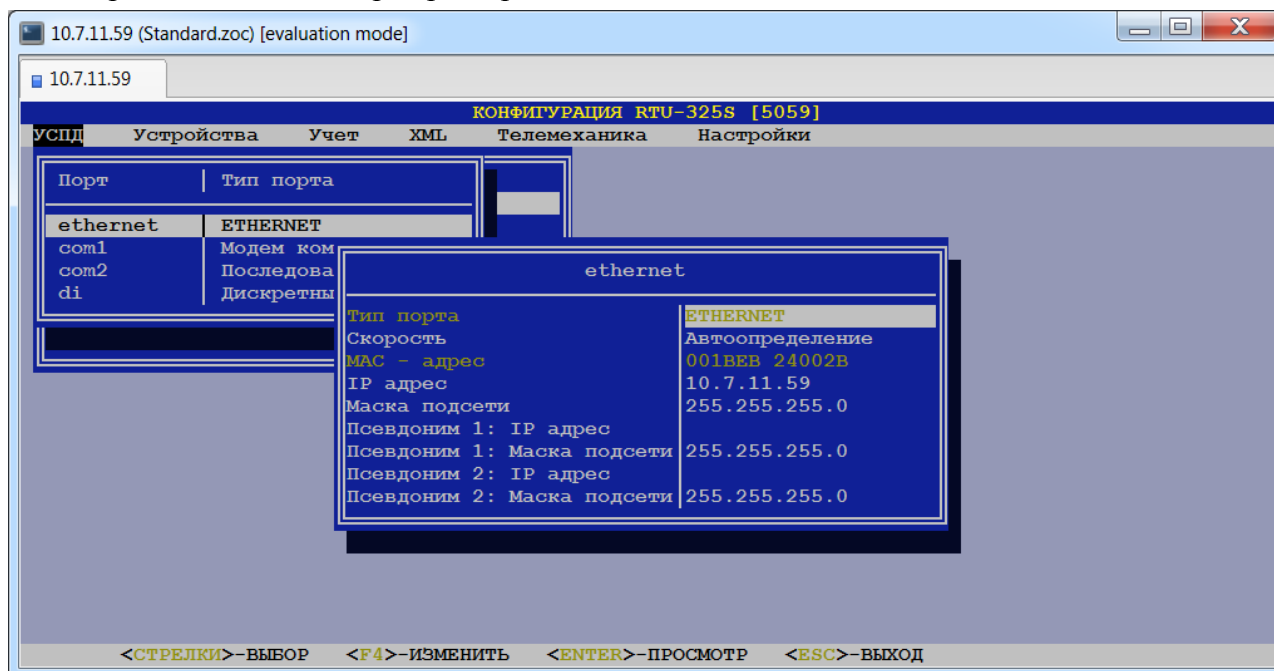 10.7.11.59 (Standard.zoc) [evaluation mode]
10.7.11.59
КОНФИГУРАЦИЯ RTU-325S [5059]
УСПД Устройства Учет XML Телемеханика Настройки
Порт Тип порта
ethernet ETHERNET
com1 Модем ком
com2 Последова
di Дискретны
ethernet
Тип порта ETHERNET
Скорость Автоопределение
MAC - адрес 001BEB 24002B
IP адрес 10.7.11.59
Маска подсети 255.255.255.0
Псевдоним 1: IP адрес
Псевдоним 1: Маска подсети 255.255.255.0
Псевдоним 2: IP адрес
Псевдоним 2: Маска подсети 255.255.255.0
<СТРЕЛКИ>-ВЫБОР <F4>-ИЗМЕНИТЬ <ENTER>-ПРОСМОТР <ESC>-ВЫХОД